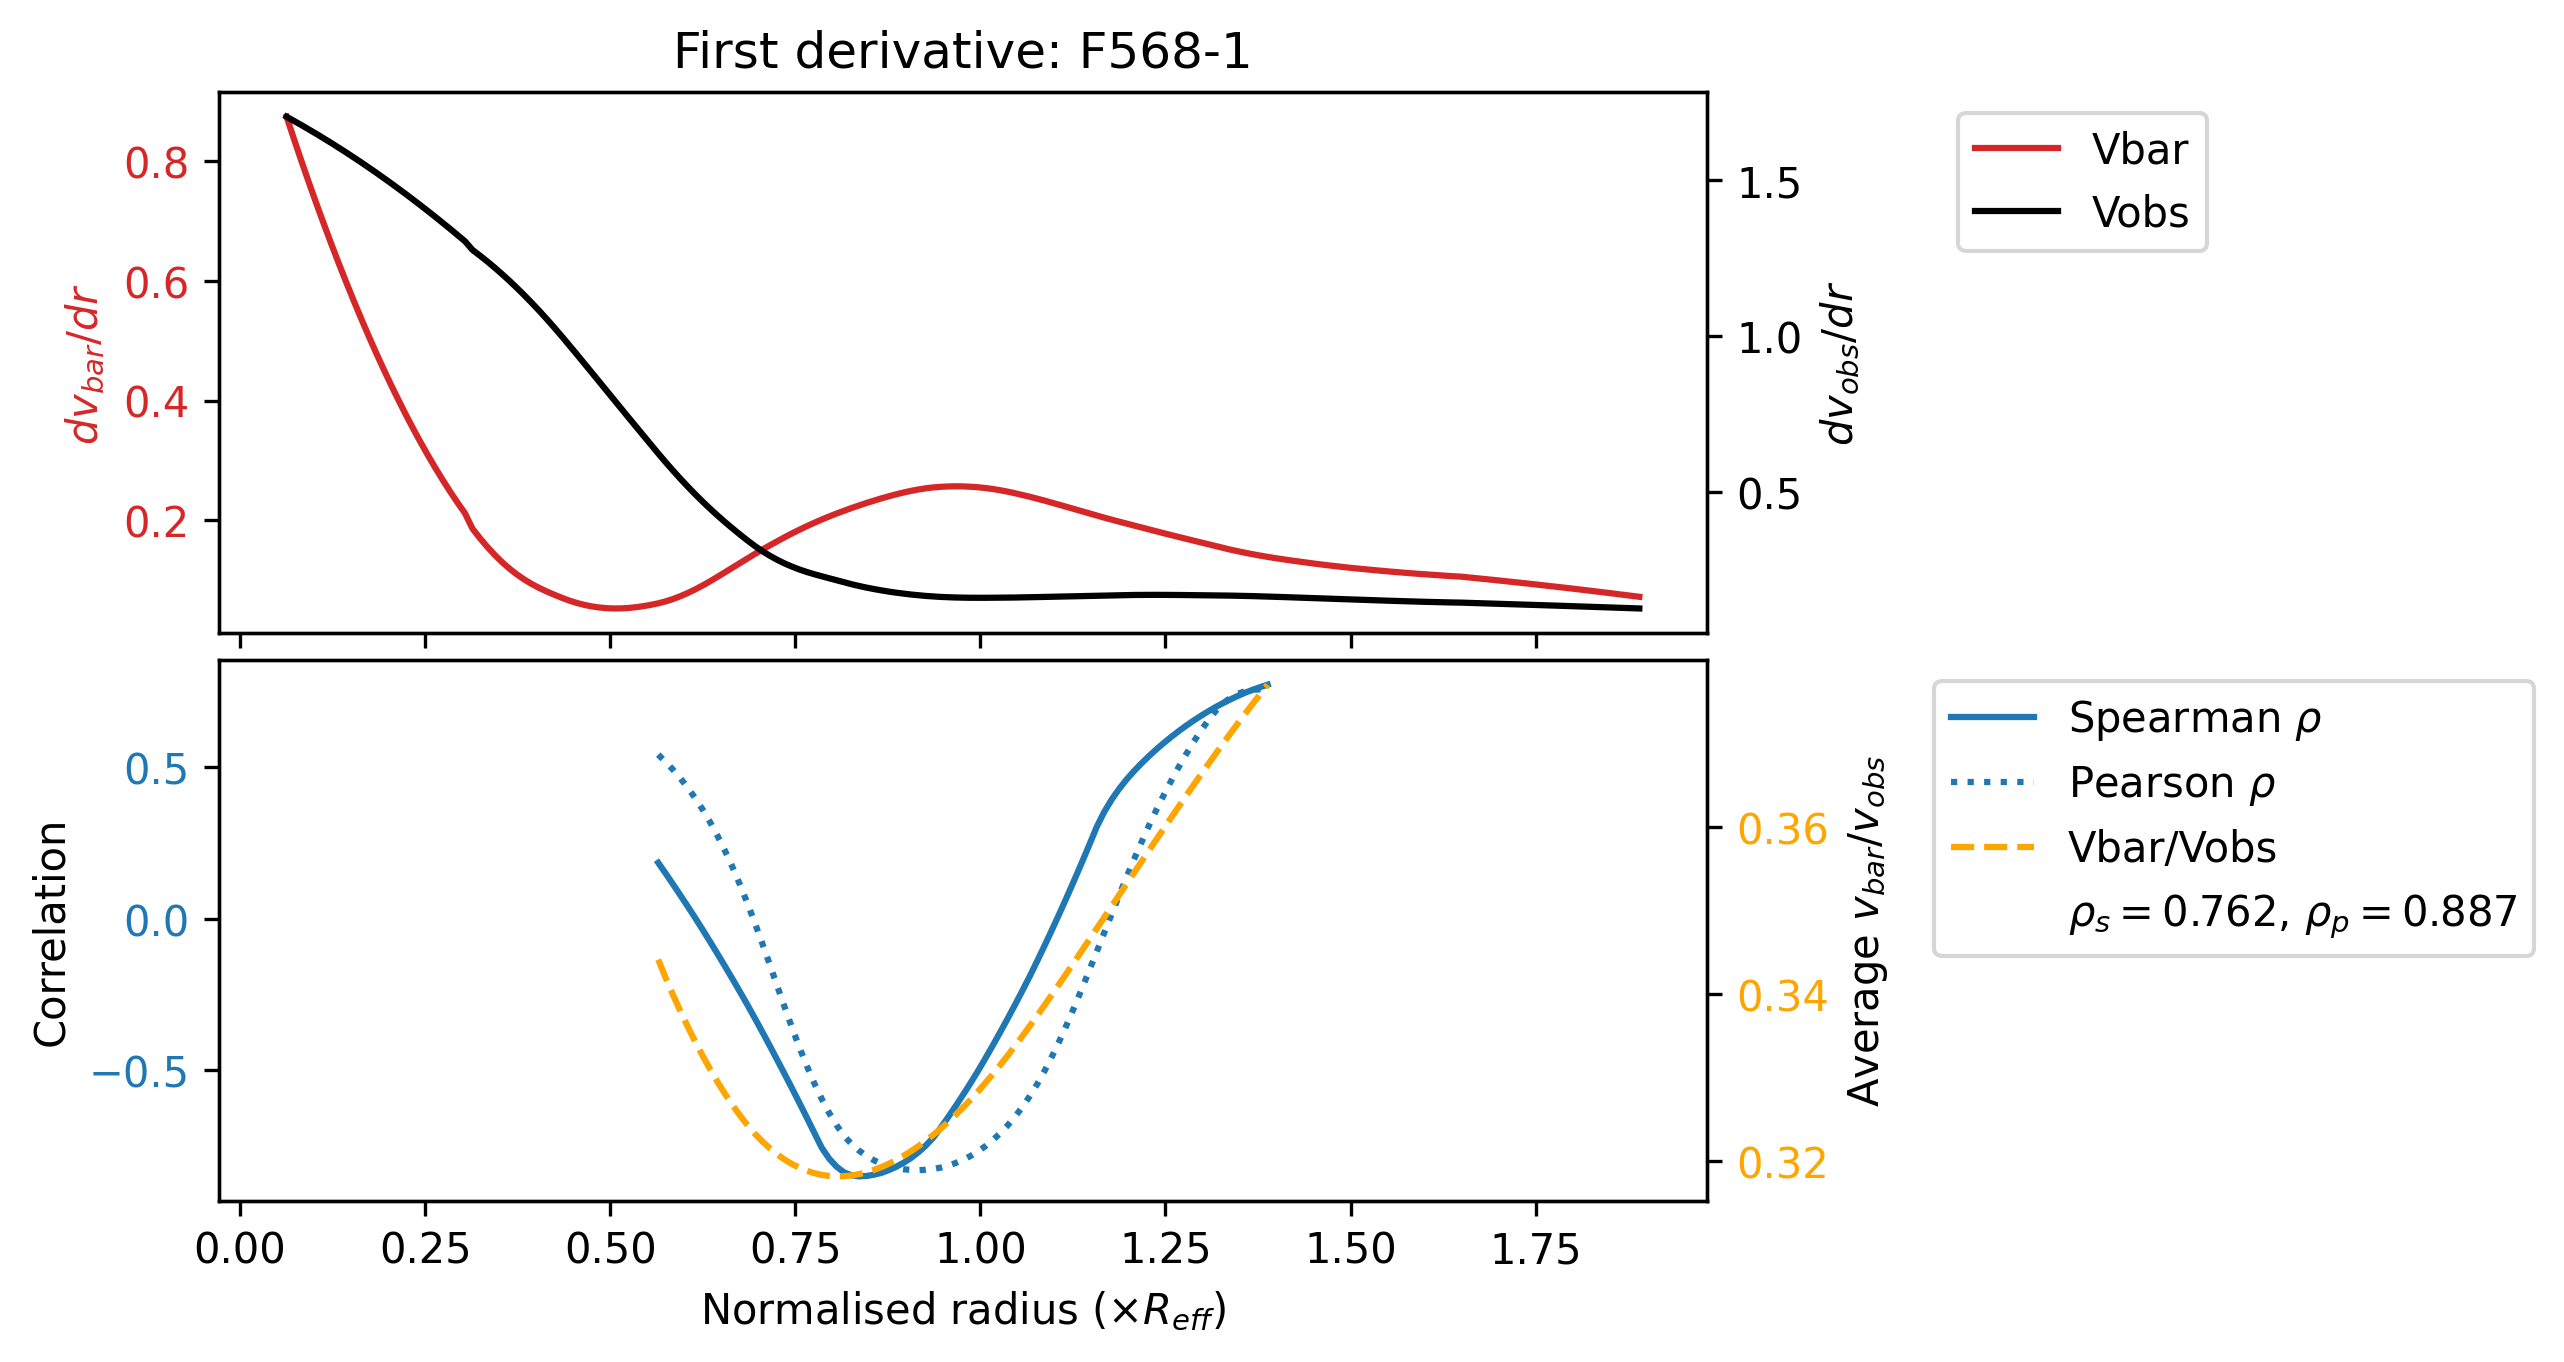 First derivative: F568-1
0.8
0.6
0.4
0.2
dv_bar/dr
1.5
1.0
0.5
dv_obs/dr
Vbar
Vobs
0.5
0.0
−0.5
Correlation
0.36
0.34
0.32
Average v_bar/v_obs
Spearman ρ
Pearson ρ
Vbar/Vobs
ρ_s = 0.762, ρ_p = 0.887
0.00 0.25 0.50 0.75 1.00 1.25 1.50 1.75
Normalised radius (×R_eff)